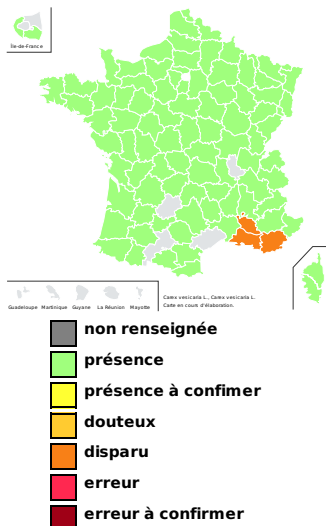 Île-de-France
Guadeloupe Martinique Guyane La Réunion Mayotte
Carex vesicaria L., Carex vesicaria L.
Carte en cours d'élaboration.
non renseignée
présence
présence à confimer
douteux
disparu
erreur
erreur à confirmer